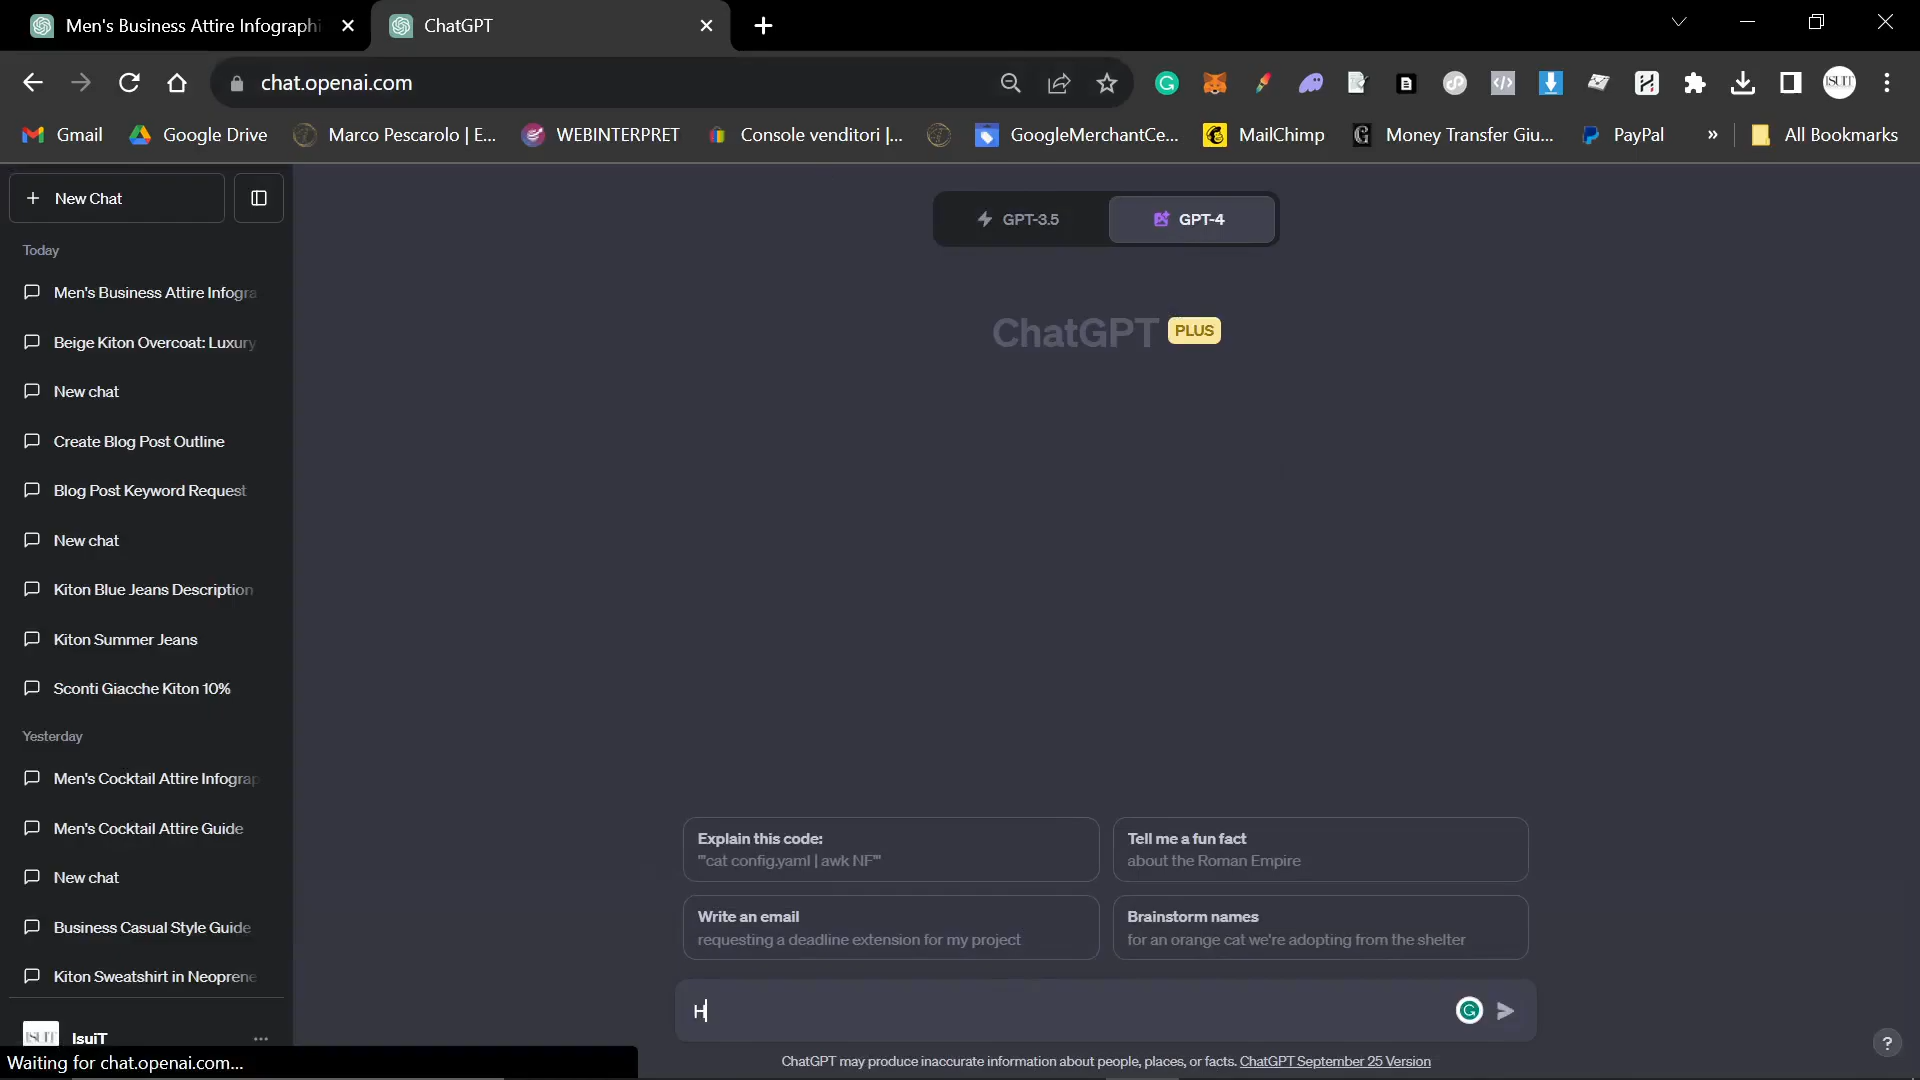 Men's Business Attire Infographi
ChatGPT
chat.openai.com
Gmail
Google Drive
Marco Pescarolo | E...
WEBINTERPRET
Console venditori |...
GoogleMerchantCe...
MailChimp
Money Transfer Giu...
PayPal
»
All Bookmarks
New Chat
Today
Men's Business Attire Infogra
Beige Kiton Overcoat: Luxury
New chat
Create Blog Post Outline
Blog Post Keyword Request
New chat
Kiton Blue Jeans Description
Kiton Summer Jeans
Sconti Giacche Kiton 10%
Yesterday
Men's Cocktail Attire Infograp
Men's Cocktail Attire Guide
New chat
Business Casual Style Guide
Kiton Sweatshirt in Neoprene
ISUIT
IsuiT
Waiting for chat.openai.com...
GPT-3.5
GPT-4
ChatGPT PLUS
Explain this code:
"'cat config.yaml | awk NF'"
Tell me a fun fact
about the Roman Empire
Write an email
requesting a deadline extension for my project
Brainstorm names
for an orange cat we're adopting from the shelter
H
ChatGPT may produce inaccurate information about people, places, or facts. ChatGPT September 25 Version
?